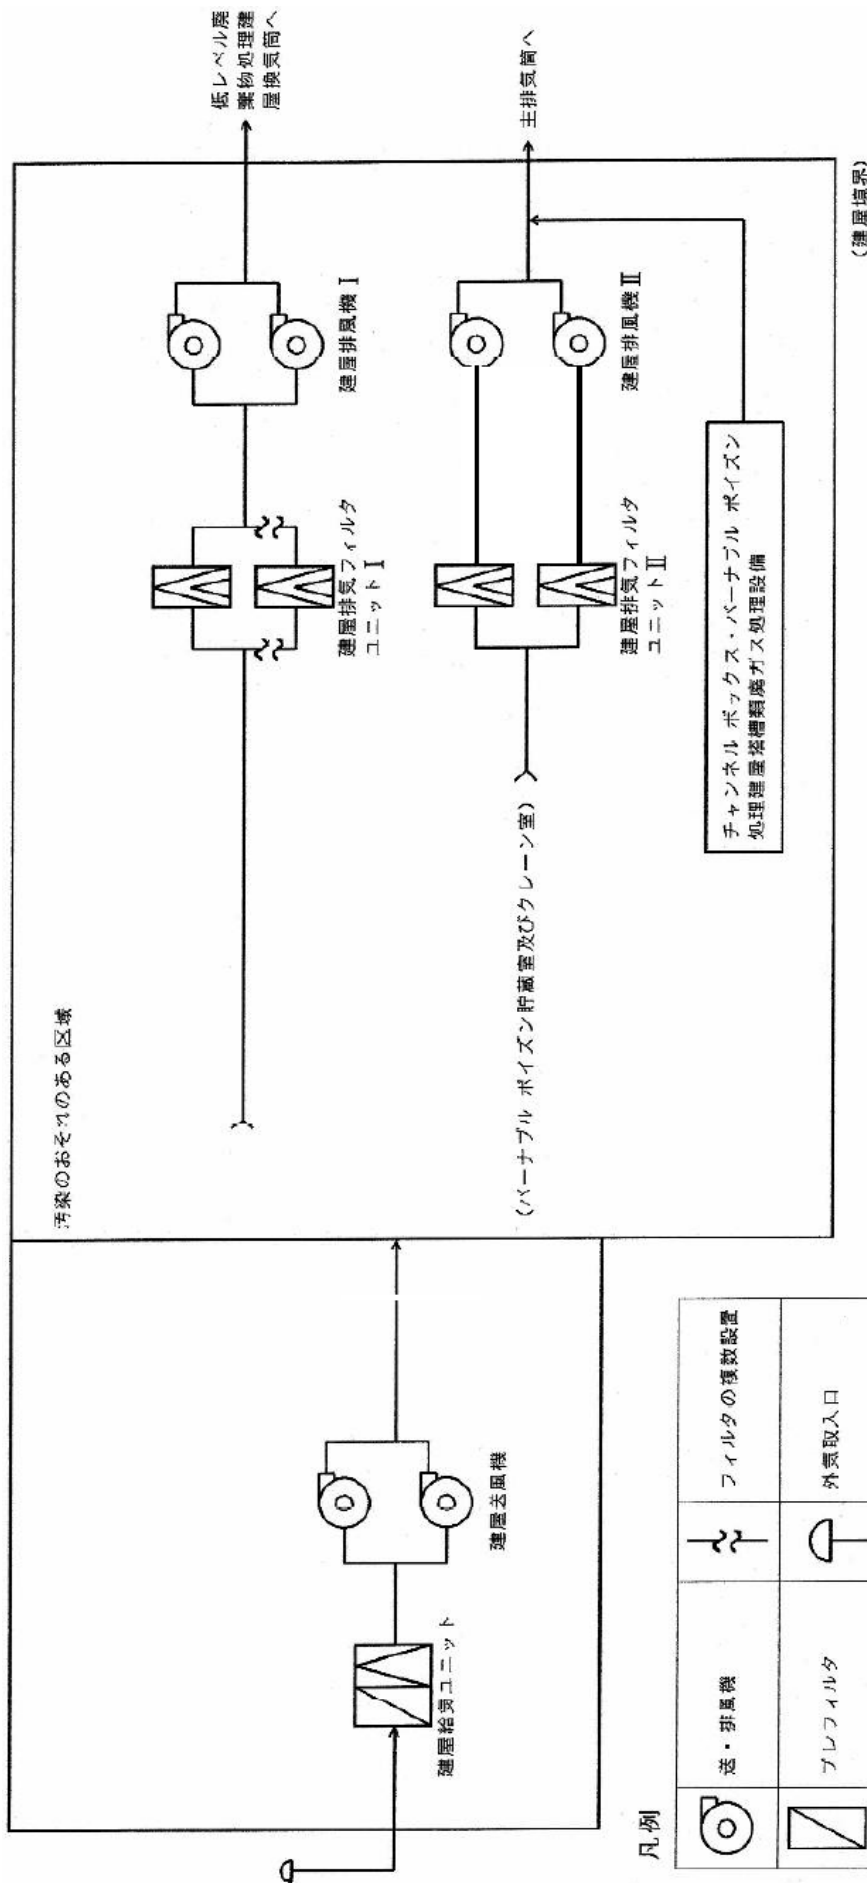 汚染のおそれのある区域
低レベル廃
棄物処理建
屋換気筒へ
建屋排気フィルタ
ユニットⅠ
建屋排風機Ⅰ
主排気筒へ
(バーナブル ポイズン貯蔵室及びクレーン室)
建屋排気フィルタ
ユニットⅡ
建屋排風機Ⅱ
チャンネル ボックス・バーナブル ポイズン
処理建屋塔槽類廃ガス処理設備
(建屋境界)
建屋給気ユニット
建屋送風機
凡例
送・排風機
フィルタの複数設置
プレフィルタ
外気取入口